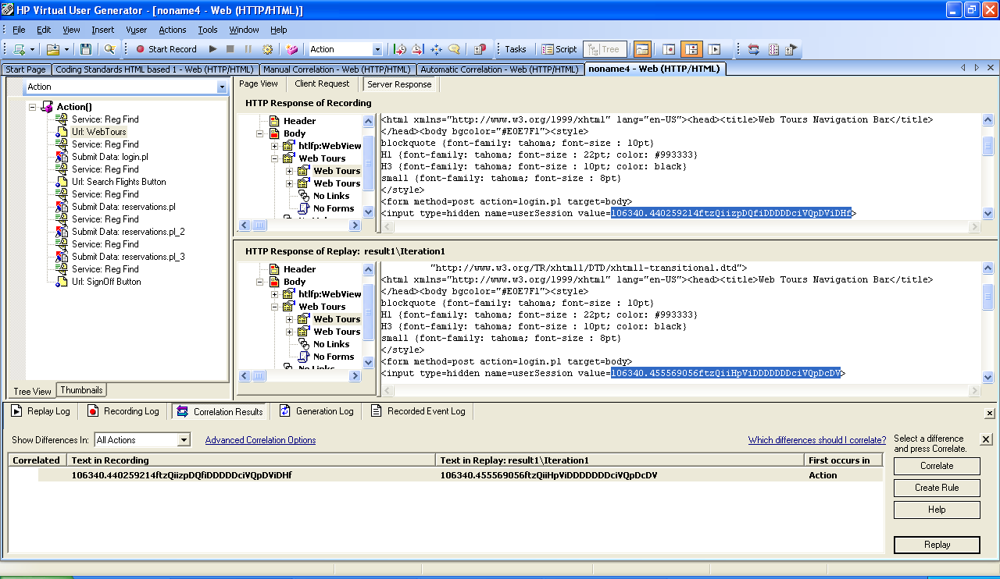 HP Virtual User Generator - [noname4 - Web (HTTP/HTML)]
File Edit View Insert Vuser Actions Tools Window Help
Start Record Action Tasks Script Tree
Start Page Coding Standards HTML based 1 - Web (HTTP/HTML) Manual Correlation - Web (HTTP/HTML) Automatic Correlation - Web (HTTP/HTML) noname4 - Web (HTTP/HTML)
Action
Action()
Service: Reg Find
Url: WebTours
Service: Reg Find
Submit Data: login.pl
Service: Reg Find
Url: Search Flights Button
Service: Reg Find
Submit Data: reservations.pl
Service: Reg Find
Submit Data: reservations.pl_2
Service: Reg Find
Submit Data: reservations.pl_3
Service: Reg Find
Url: SignOff Button
Tree View Thumbnails
Page View Client Request Server Response
HTTP Response of Recording
Header
Body
htlfp:WebView
Web Tours
Web Tours
Web Tours
No Links
No Forms
<html xmlns="http://www.w3.org/1999/xhtml" lang="en-US"><head><title>Web Tours Navigation Bar</title>
</head><body bgcolor="#E0E7F1"><style>
blockquote {font-family: tahoma; font-size : 10pt}
H1 {font-family: tahoma; font-size : 22pt; color: #993333}
H3 {font-family: tahoma; font-size : 10pt; color: black}
small {font-family: tahoma; font-size : 8pt}
</style>
<form method=post action=login.pl target=body>
<input type=hidden name=userSession value=106340.440259214ftzQiizpDQfiDDDDDciVQpDViDHf>
HTTP Response of Replay: result1\Iteration1
Header
Body
htlfp:WebView
Web Tours
Web Tours
Web Tours
No Links
No Forms
No Links
"http://www.w3.org/TR/xhtml1/DTD/xhtml1-transitional.dtd">
<html xmlns="http://www.w3.org/1999/xhtml" lang="en-US"><head><title>Web Tours Navigation Bar</title>
</head><body bgcolor="#E0E7F1"><style>
blockquote {font-family: tahoma; font-size : 10pt}
H1 {font-family: tahoma; font-size : 22pt; color: #993333}
H3 {font-family: tahoma; font-size : 10pt; color: black}
small {font-family: tahoma; font-size : 8pt}
</style>
<form method=post action=login.pl target=body>
<input type=hidden name=userSession value=106340.455569056ftzQiiHpViDDDDDDDciVQpDcDV>
Replay Log Recording Log Correlation Results Generation Log Recorded Event Log
Show Differences In: All Actions Advanced Correlation Options Which differences should I correlate?
Correlated Text in Recording Text in Replay: result1\Iteration1 First occurs in
106340.440259214ftzQiizpDQfiDDDDDciVQpDViDHf 106340.455569056ftzQiiHpViDDDDDDDciVQpDcDV Action
Select a difference
and press Correlate.
Correlate
Create Rule
Help
Replay